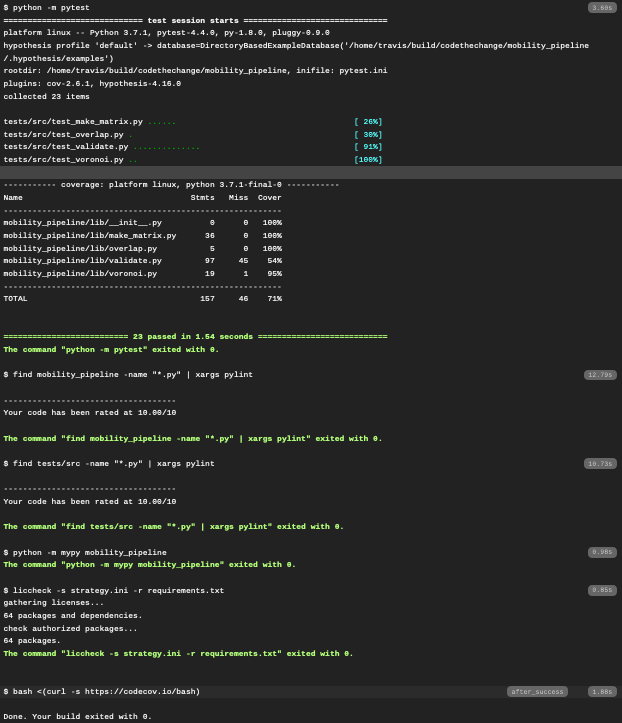 $ python -m pytest 3.60s
============================= test session starts ==============================
platform linux -- Python 3.7.1, pytest-4.4.0, py-1.8.0, pluggy-0.9.0
hypothesis profile 'default' -> database=DirectoryBasedExampleDatabase('/home/travis/build/codethechange/mobility_pipeline
/.hypothesis/examples')
rootdir: /home/travis/build/codethechange/mobility_pipeline, inifile: pytest.ini
plugins: cov-2.6.1, hypothesis-4.16.0
collected 23 items
tests/src/test_make_matrix.py ...... [ 26%]
tests/src/test_overlap.py . [ 30%]
tests/src/test_validate.py .............. [ 91%]
tests/src/test_voronoi.py .. [100%]
----------- coverage: platform linux, python 3.7.1-final-0 -----------
Name Stmts Miss Cover
----------------------------------------------------------
mobility_pipeline/lib/__init__.py 0 0 100%
mobility_pipeline/lib/make_matrix.py 36 0 100%
mobility_pipeline/lib/overlap.py 5 0 100%
mobility_pipeline/lib/validate.py 97 45 54%
mobility_pipeline/lib/voronoi.py 19 1 95%
----------------------------------------------------------
TOTAL 157 46 71%
========================== 23 passed in 1.54 seconds ===========================
The command "python -m pytest" exited with 0.
$ find mobility_pipeline -name "*.py" | xargs pylint 12.79s
------------------------------------
Your code has been rated at 10.00/10
The command "find mobility_pipeline -name "*.py" | xargs pylint" exited with 0.
$ find tests/src -name "*.py" | xargs pylint 10.73s
------------------------------------
Your code has been rated at 10.00/10
The command "find tests/src -name "*.py" | xargs pylint" exited with 0.
$ python -m mypy mobility_pipeline 0.98s
The command "python -m mypy mobility_pipeline" exited with 0.
$ liccheck -s strategy.ini -r requirements.txt 0.85s
gathering licenses...
64 packages and dependencies.
check authorized packages...
64 packages.
The command "liccheck -s strategy.ini -r requirements.txt" exited with 0.
$ bash <(curl -s https://codecov.io/bash) after_success 1.80s
Done. Your build exited with 0.